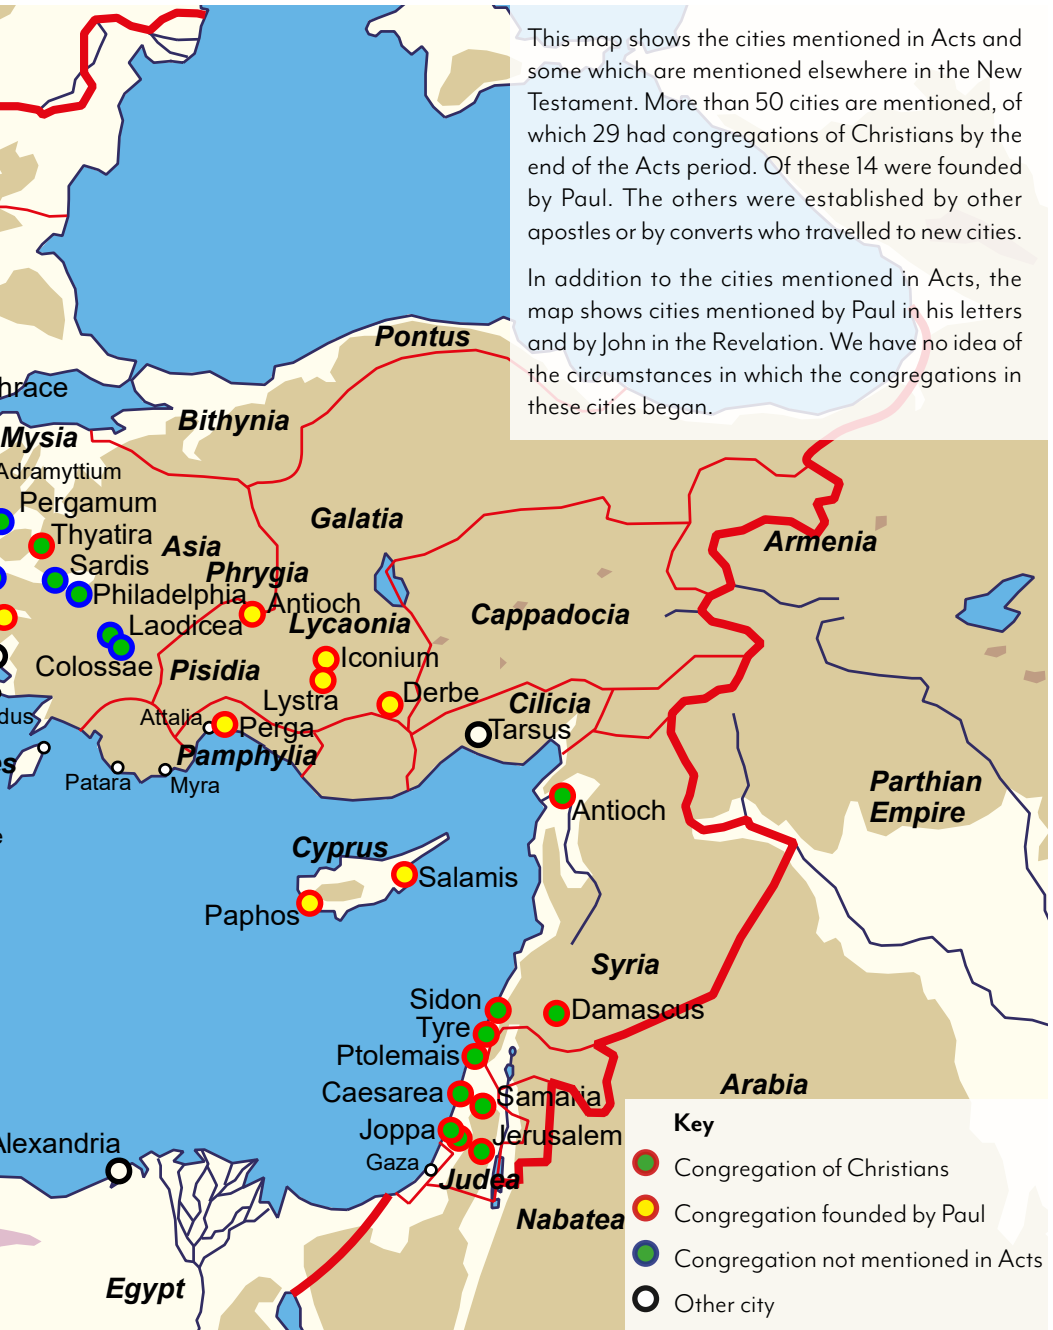 This map shows the cities mentioned in Acts and
some which are mentioned elsewhere in the New
Testament. More than 50 cities are mentioned, of
which 29 had congregations of Christians by the
end of the Acts period. Of these 14 were founded
by Paul. The others were established by other
apostles or by converts who travelled to new cities.
In addition to the cities mentioned in Acts, the
map shows cities mentioned by Paul in his letters
and by John in the Revelation. We have no idea of
the circumstances in which the congregations in
these cities began.
Pontus
hrace
Bithynia
Mysia
Adramyttium
Pergamum
Galatia
Thyatira
Asia
Armenia
Sardis
Phrygia
Philadelphia
Antioch
Cappadocia
Laodicea
Lycaonia
Iconium
Colossae
Pisidia
Derbe
Lystra
Cilicia
dus
Attalia
Perga
Tarsus
Pamphylia
es
Patara
Myra
Parthian
Empire
Antioch
e
Cyprus
Salamis
Paphos
Syria
Sidon
Damascus
Tyre
Ptolemais
Arabia
Caesarea
Samaria
Joppa
Jerusalem
Alexandria
Gaza
Judea
Nabatea
Egypt
Key
Congregation of Christians
Congregation founded by Paul
Congregation not mentioned in Acts
Other city